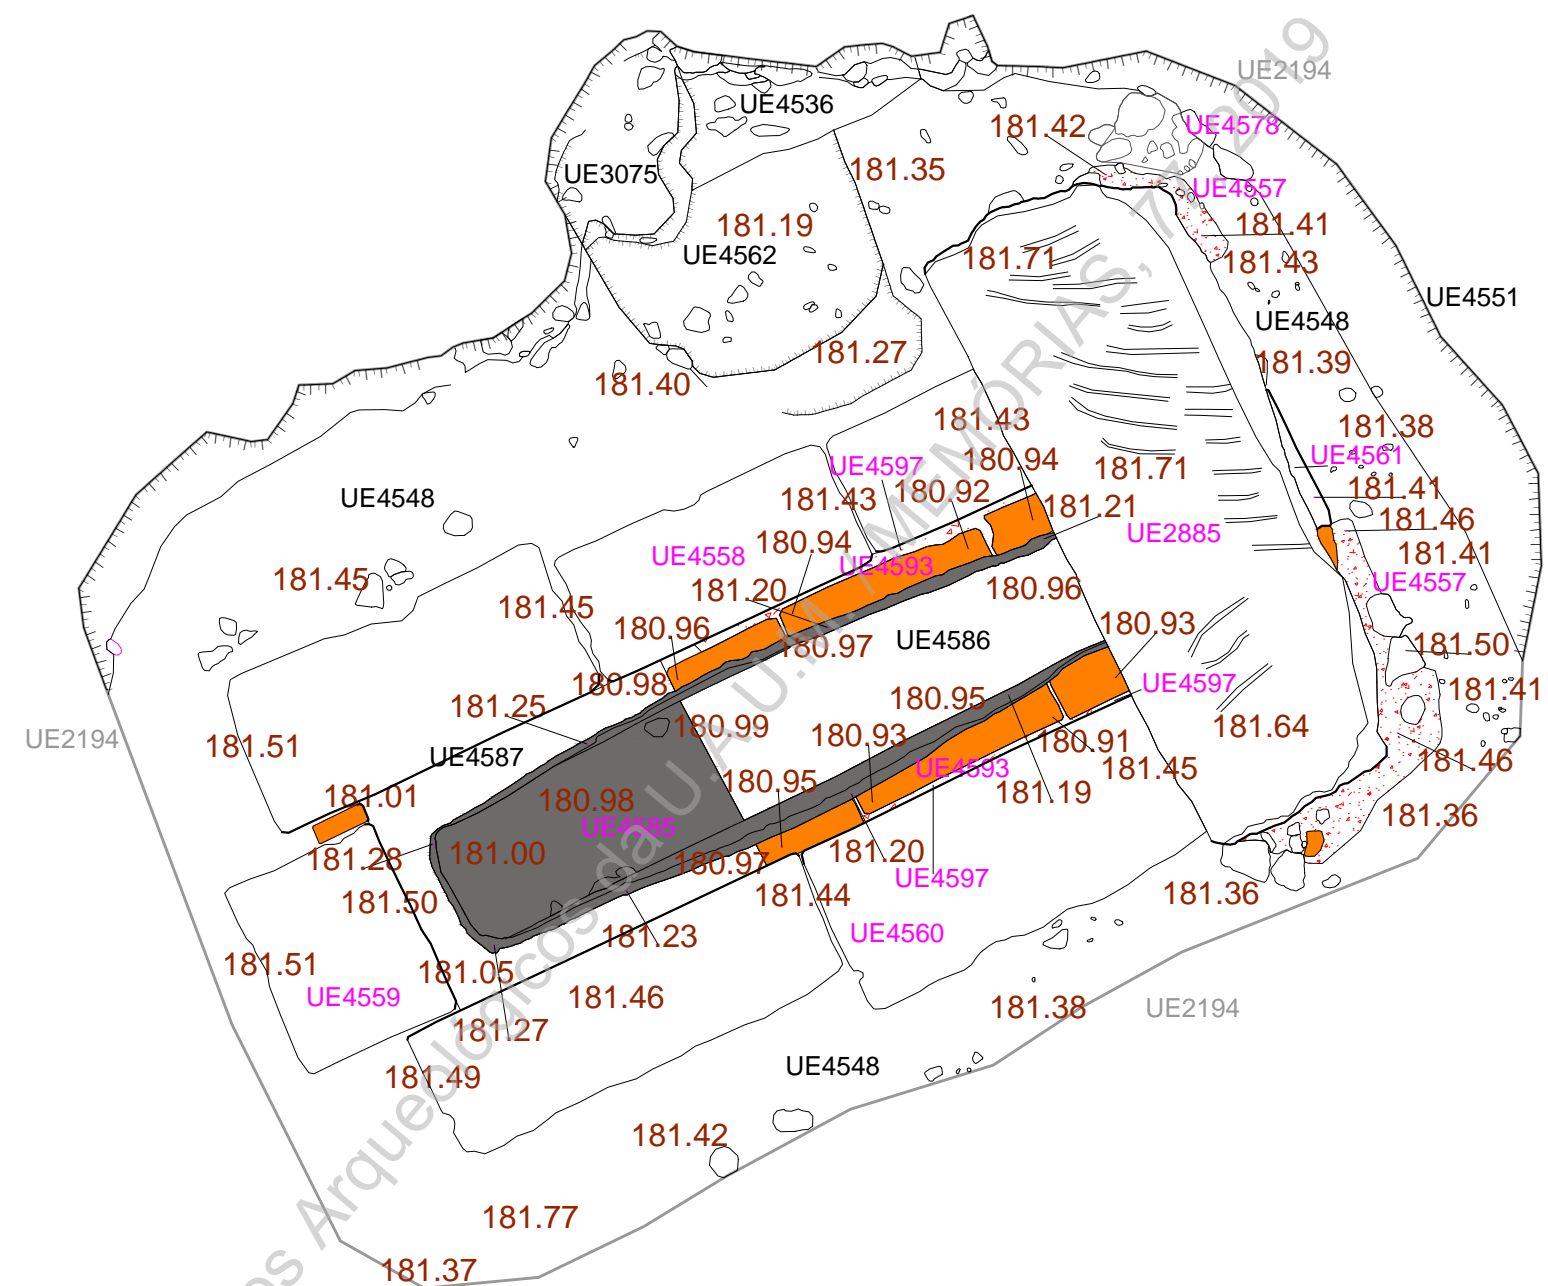 UE2194
UE4536
UE4578
181.42
181.35
UE3075
UE4557
181.19
181.41
UE4562
181.71
181.43
UE4551
UE4548
181.27
181.39
181.40
181.43
181.38
UE4597
180.94
181.71
UE4561
UE4548
181.43
180.92
181.41
181.21
181.46
UE4558
180.94
UE2885
181.41
UE4593
181.45
181.20
180.96
UE4557
181.45
180.96
180.97
UE4586
180.93
181.50
180.98
UE4597
181.41
181.25
180.99
180.95
181.64
UE2194
181.51
UE4587
180.93
180.91
181.45
181.46
UE4593
181.01
180.98
180.95
181.19
UE4585
181.36
181.28
181.00
180.97
181.20
181.50
UE4597
181.44
181.36
181.23
UE4560
181.51
181.05
UE4559
181.46
181.38
UE2194
181.27
181.49
UE4548
181.42
181.77
181.37
os Arqueológicos da U.A.U.M. / MEMÓRIAS, 77, 2019